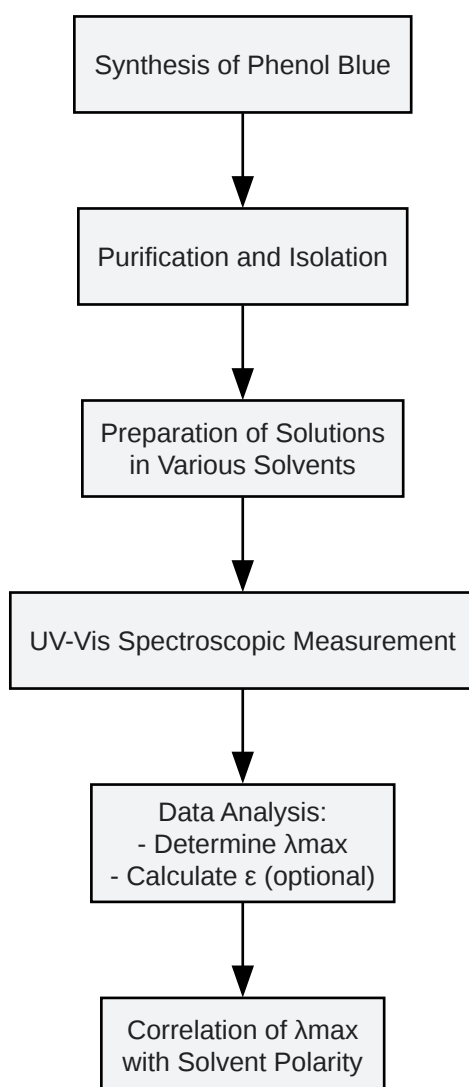 Synthesis of Phenol Blue
Purification and Isolation
Preparation of Solutions
in Various Solvents
UV-Vis Spectroscopic Measurement
Data Analysis:
- Determine λmax
- Calculate ε (optional)
Correlation of λmax
with Solvent Polarity